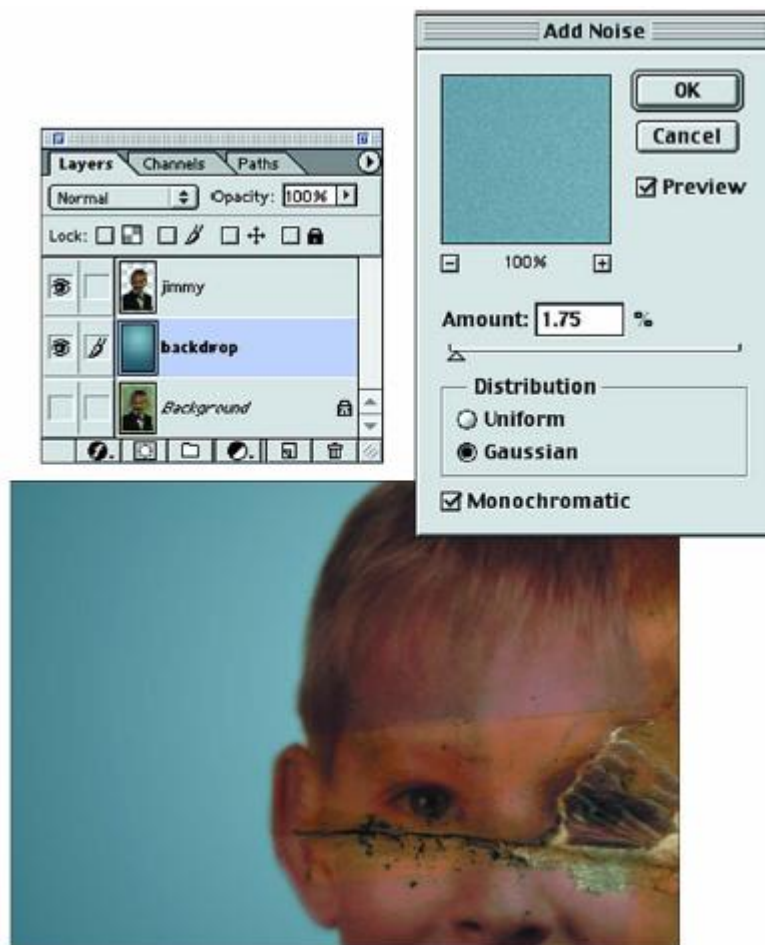 Add Noise
OK
Cancel
Preview
100%
Amount: 1.75 %
Distribution
Uniform
Gaussian
Monochromatic
Layers Channels Paths
Normal Opacity: 100%
Lock:
jimmy
backdrop
Background